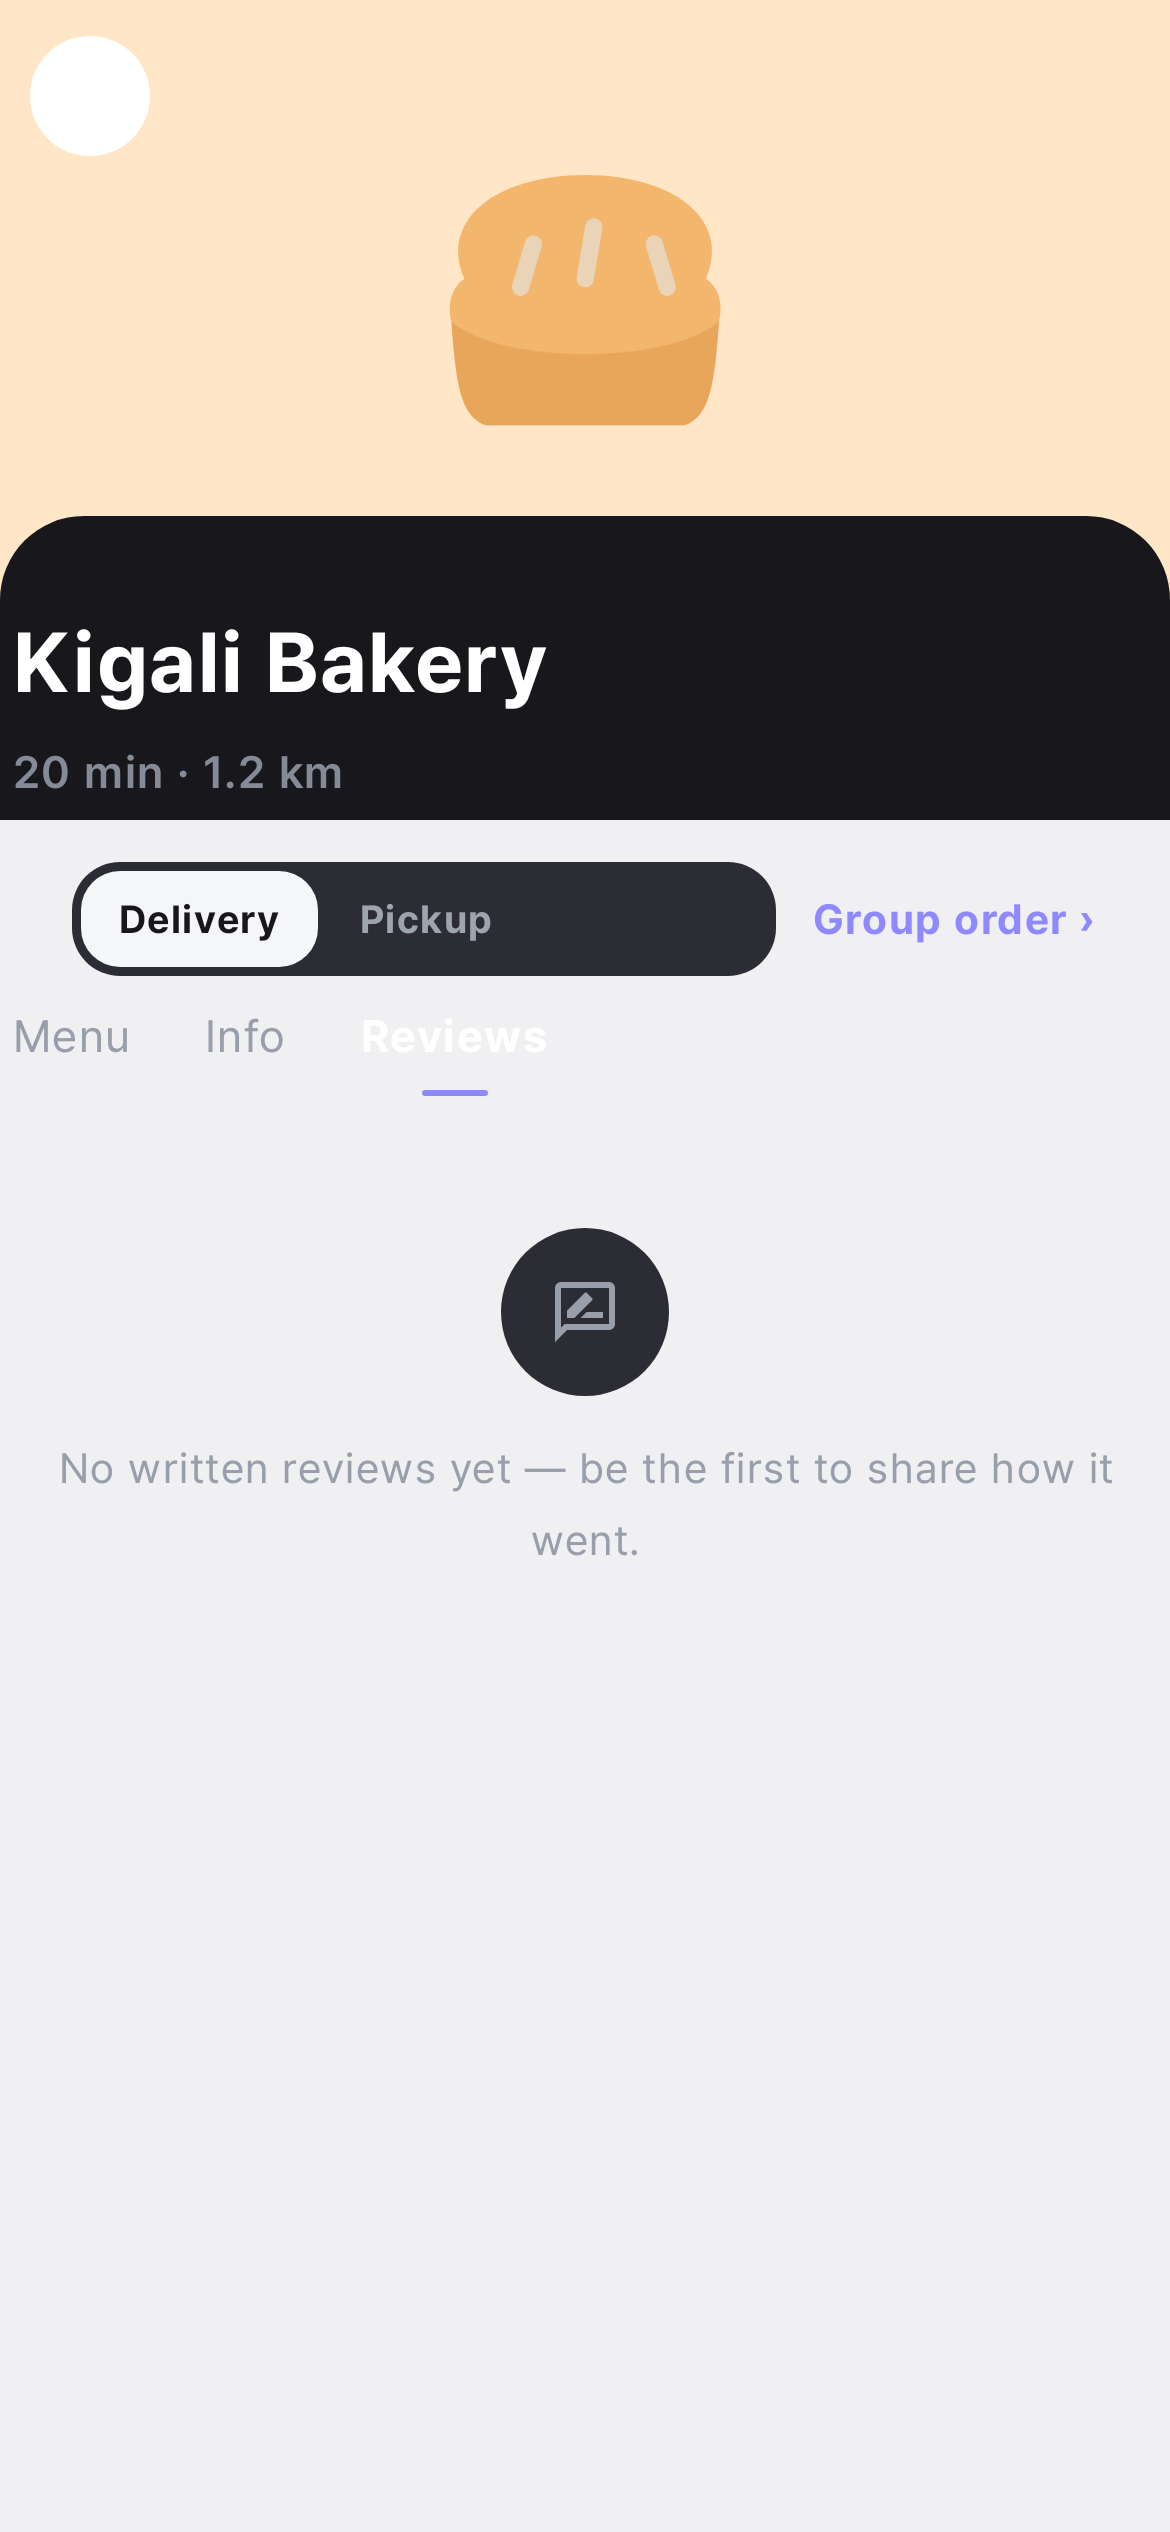 Kigali Bakery
20 min · 1.2 km
Delivery Pickup Group order ›
Menu Info Reviews
No written reviews yet — be the first to share how it
went.